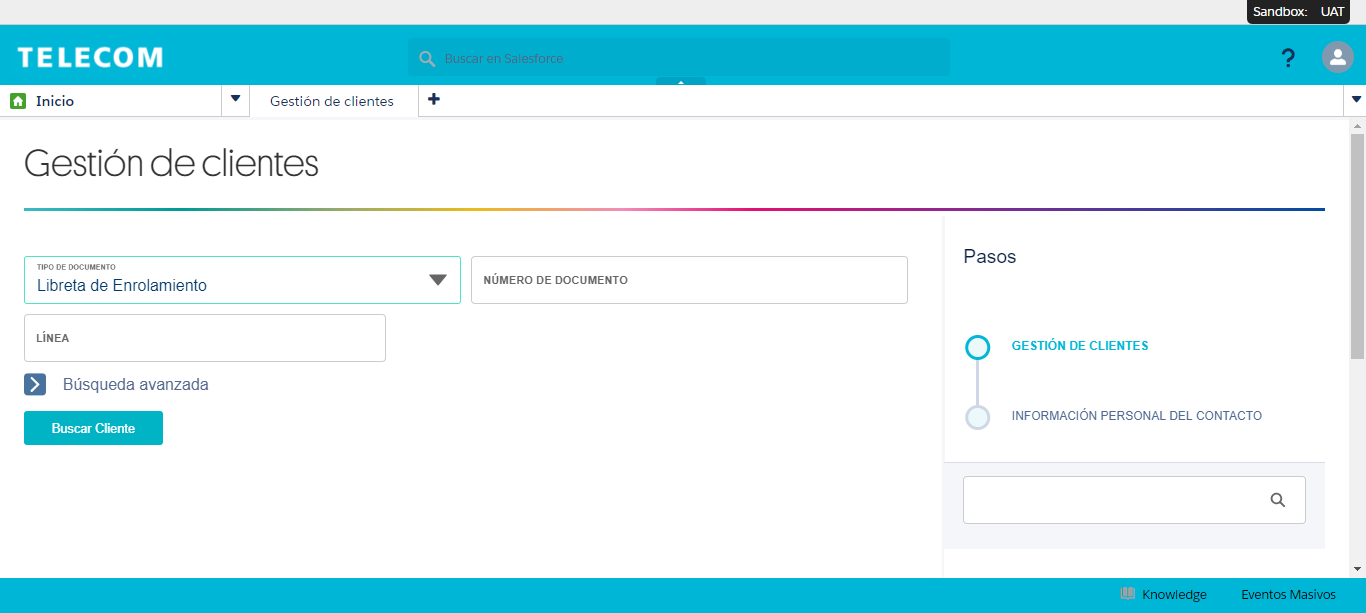 Sandbox: UAT
TELECOM
Buscar en Salesforce
?
Inicio
Gestión de clientes
Gestión de clientes
TIPO DE DOCUMENTO
Libreta de Enrolamiento
NÚMERO DE DOCUMENTO
LÍNEA
Búsqueda avanzada
Buscar Cliente
Pasos
GESTIÓN DE CLIENTES
INFORMACIÓN PERSONAL DEL CONTACTO
Knowledge
Eventos Masivos